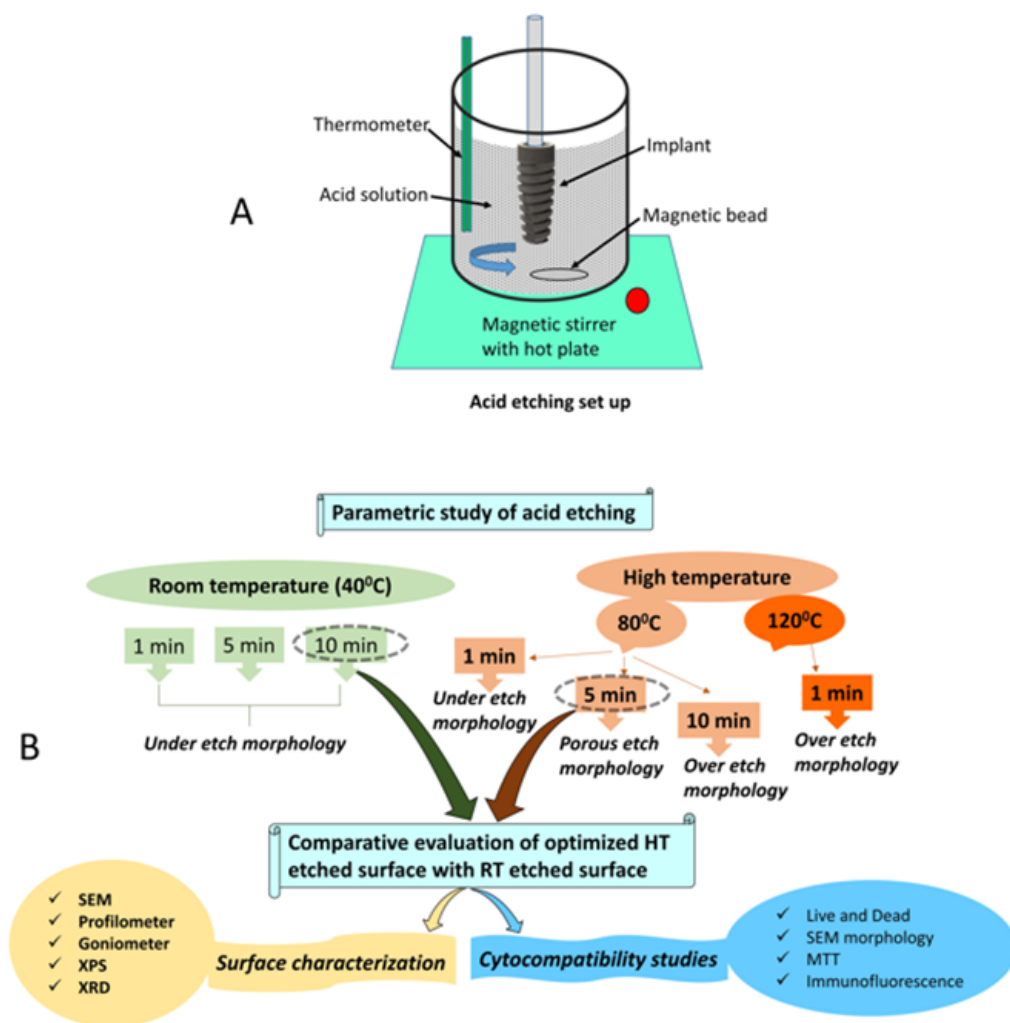 A
Thermometer
Acid solution
Implant
Magnetic bead
Magnetic stirrer
with hot plate
Acid etching set up
B
Parametric study of acid etching
Room temperature (40⁰C)
1 min
5 min
10 min
Under etch morphology
High temperature
80⁰C
120⁰C
1 min
Under etch
morphology
5 min
Porous etch
morphology
10 min
Over etch
morphology
1 min
Over etch
morphology
Comparative evaluation of optimized HT
etched surface with RT etched surface
✓ SEM
✓ Profilometer
✓ Goniometer
✓ XPS
✓ XRD
Surface characterization
Cytocompatibility studies
✓ Live and Dead
✓ SEM morphology
✓ MTT
✓ Immunofluorescence